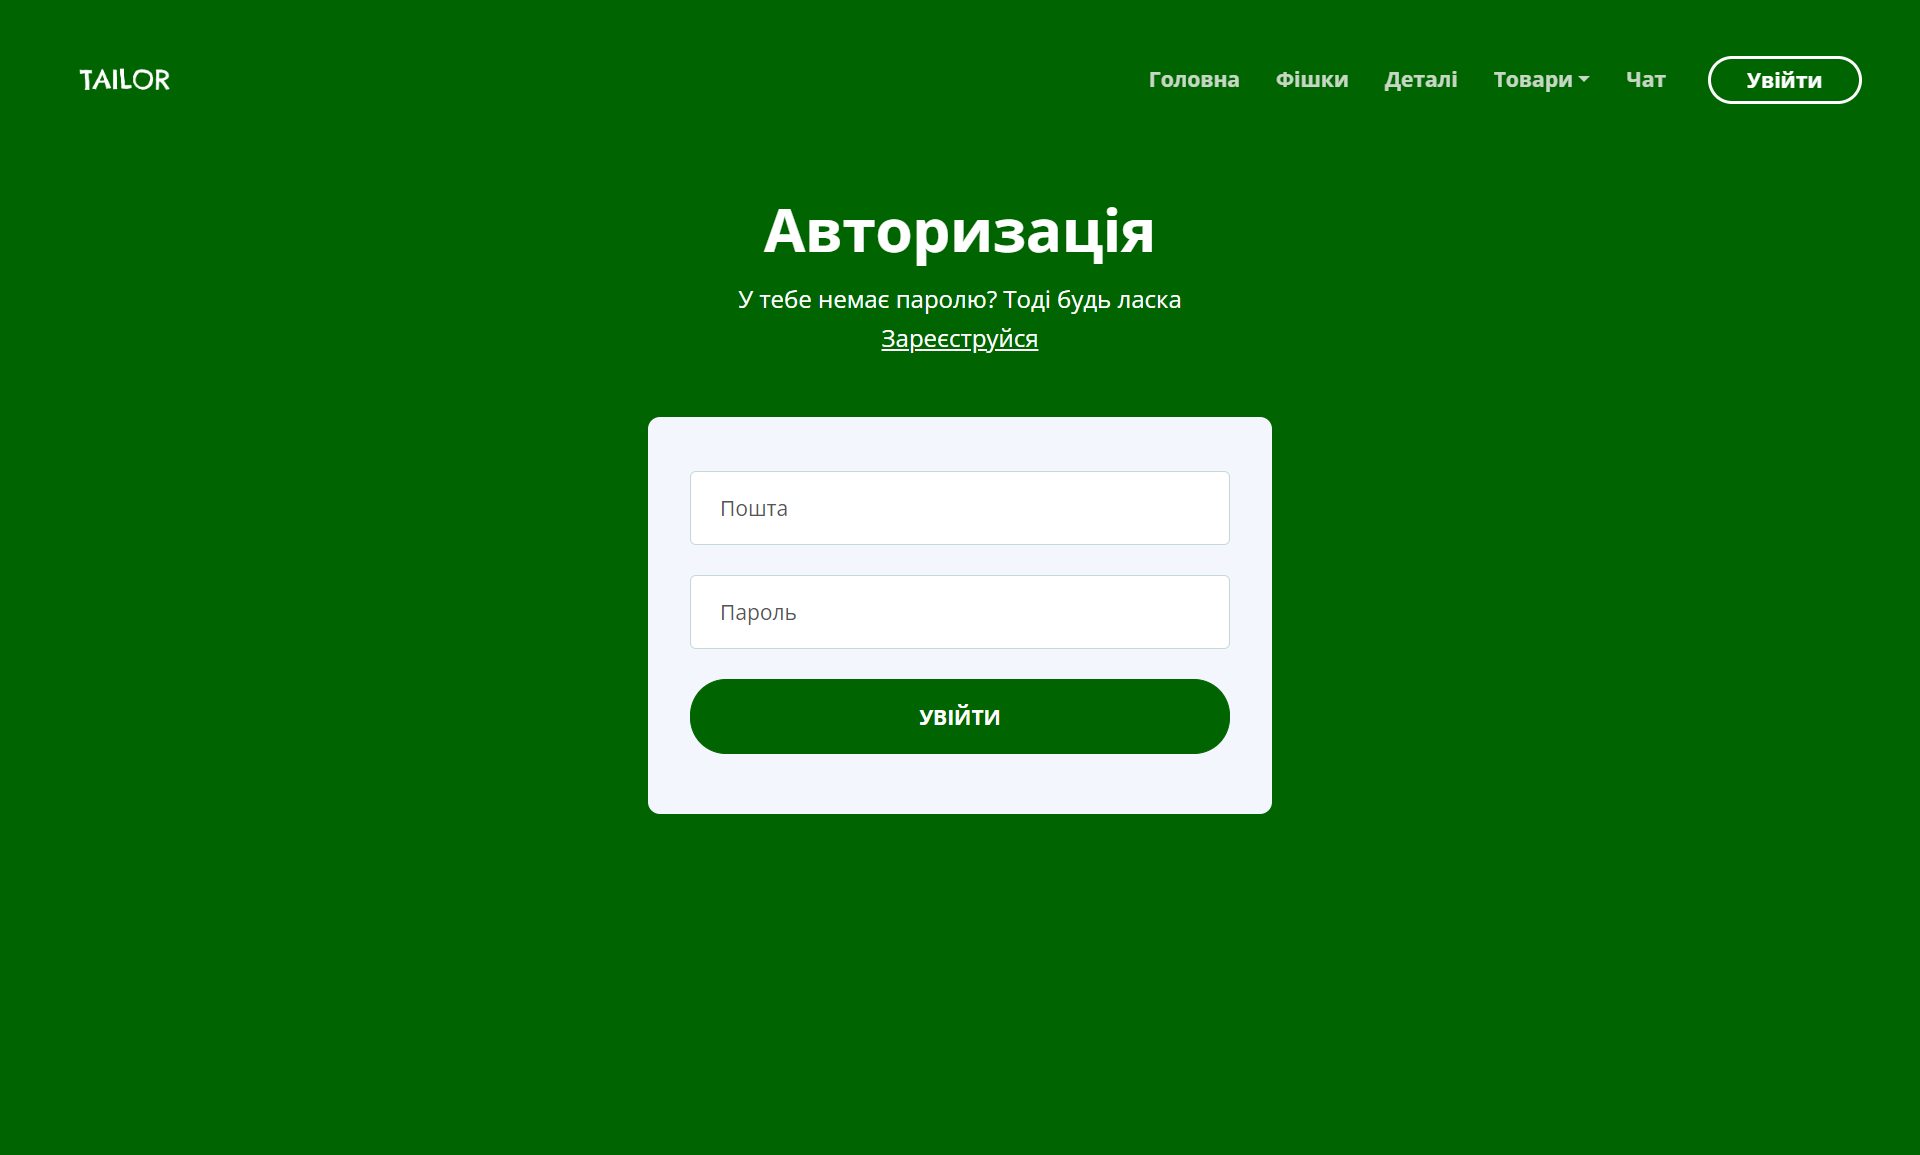 TAILOR
Головна Фішки Деталі Товари Чат Увійти
Авторизація
У тебе немає паролю? Тоді будь ласка
Зареєструйся
Пошта
Пароль
УВІЙТИ